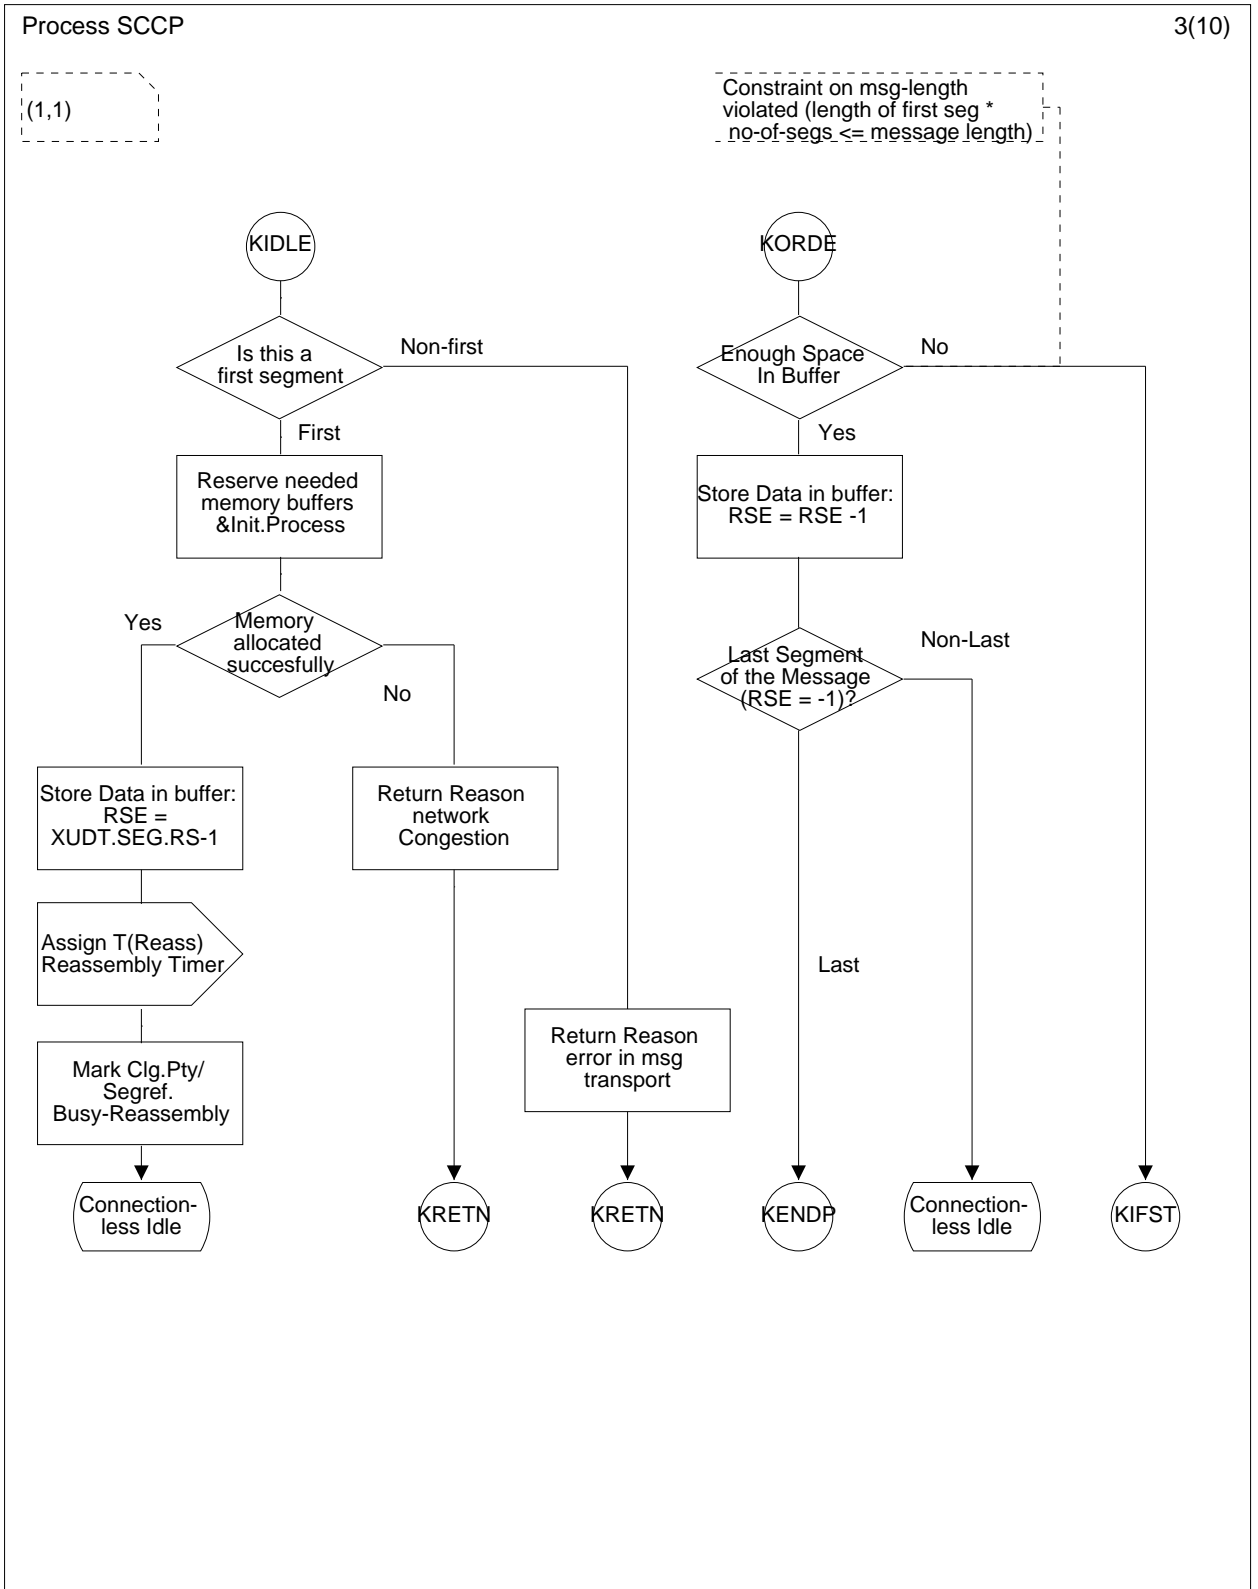 Process SCCP
3(10)
(1,1)
Constraint on msg-length
violated (length of first seg *
no-of-segs <= message length)
KIDLE
KORDE
Is this a
first segment
Non-first
Enough Space
In Buffer
No
First
Yes
Reserve needed
memory buffers
&Init.Process
Store Data in buffer:
RSE = RSE -1
Yes
Memory
allocated
succesfully
No
Last Segment
of the Message
(RSE = -1)?
Non-Last
Store Data in buffer:
RSE =
XUDT.SEG.RS-1
Return Reason
network
Congestion
Assign T(Reass)
Reassembly Timer
Last
Return Reason
error in msg
transport
Mark Clg.Pty/
Segref.
Busy-Reassembly
Connection-
less Idle
KRETN
KRETN
KENDP
Connection-
less Idle
KIFST